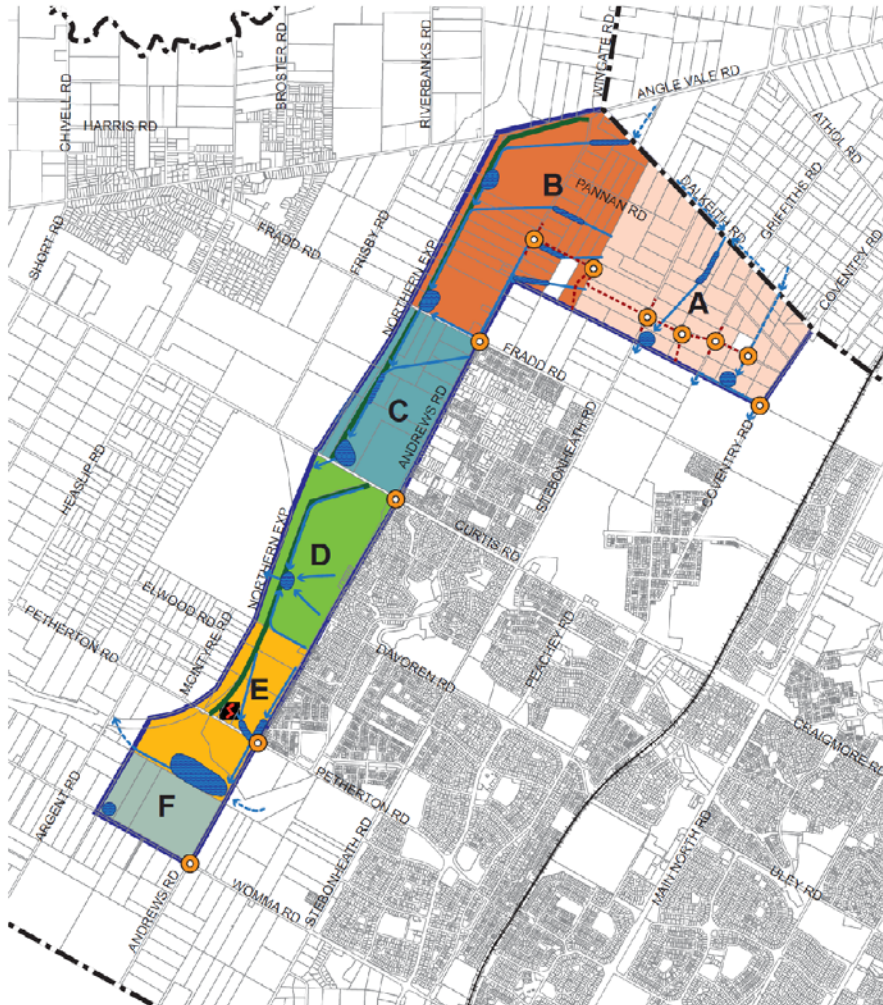 CHIVELL RD
HARRIS RD
BROSTER RD
RIVERBANKS RD
WINGATE RD
ANGLE VALE RD
ATHOL RD
GRIFFITHS RD
DALKEITH RD
COVENTRY RD
B
PANNAN RD
SHORT RD
FRADD RD
FRISBY RD
NORTHERN EXP
A
FRADD RD
C
ANDREWS RD
STEBONHEATH RD
COVENTRY RD
HEASLIP RD
NORTHERN EXP
D
CURTIS RD
ELWOOD RD
PETHERTON RD
MCINTYRE RD
E
DAVOREN RD
PEACHEY RD
CRAIGMORE RD
ARGENT RD
F
PETHERTON RD
MAIN NORTH RD
ULEY RD
ANDREWS RD
WOMMA RD
STEBONHEATH RD